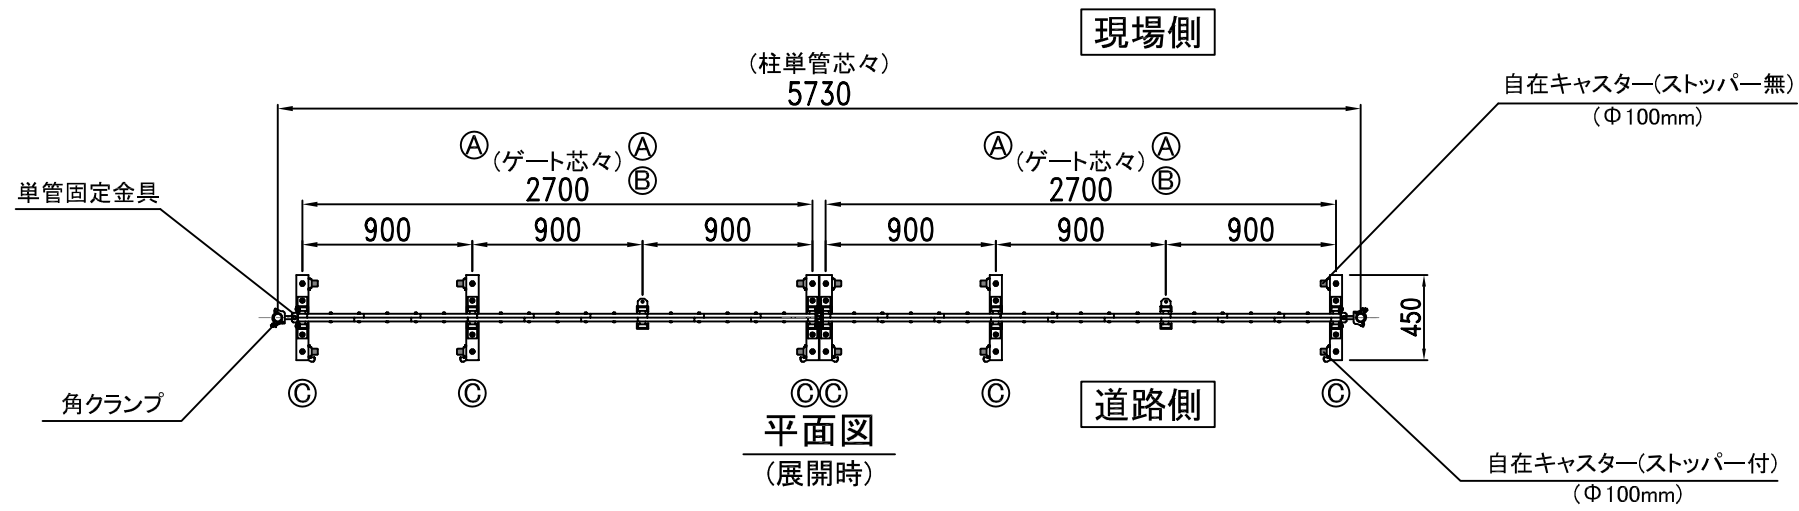 現場側
(柱単管芯々)
5730
自在キャスター(ストッパー無)
(Φ100mm)
Ⓐ (ゲート芯々) Ⓐ
2700 Ⓑ
Ⓐ (ゲート芯々) Ⓐ
2700 Ⓑ
単管固定金具
900 900 900 900 900 900
450
角クランプ
Ⓒ Ⓒ Ⓒ Ⓒ Ⓒ Ⓒ
道路側
平面図
(展開時)
自在キャスター(ストッパー付)
(Φ100mm)